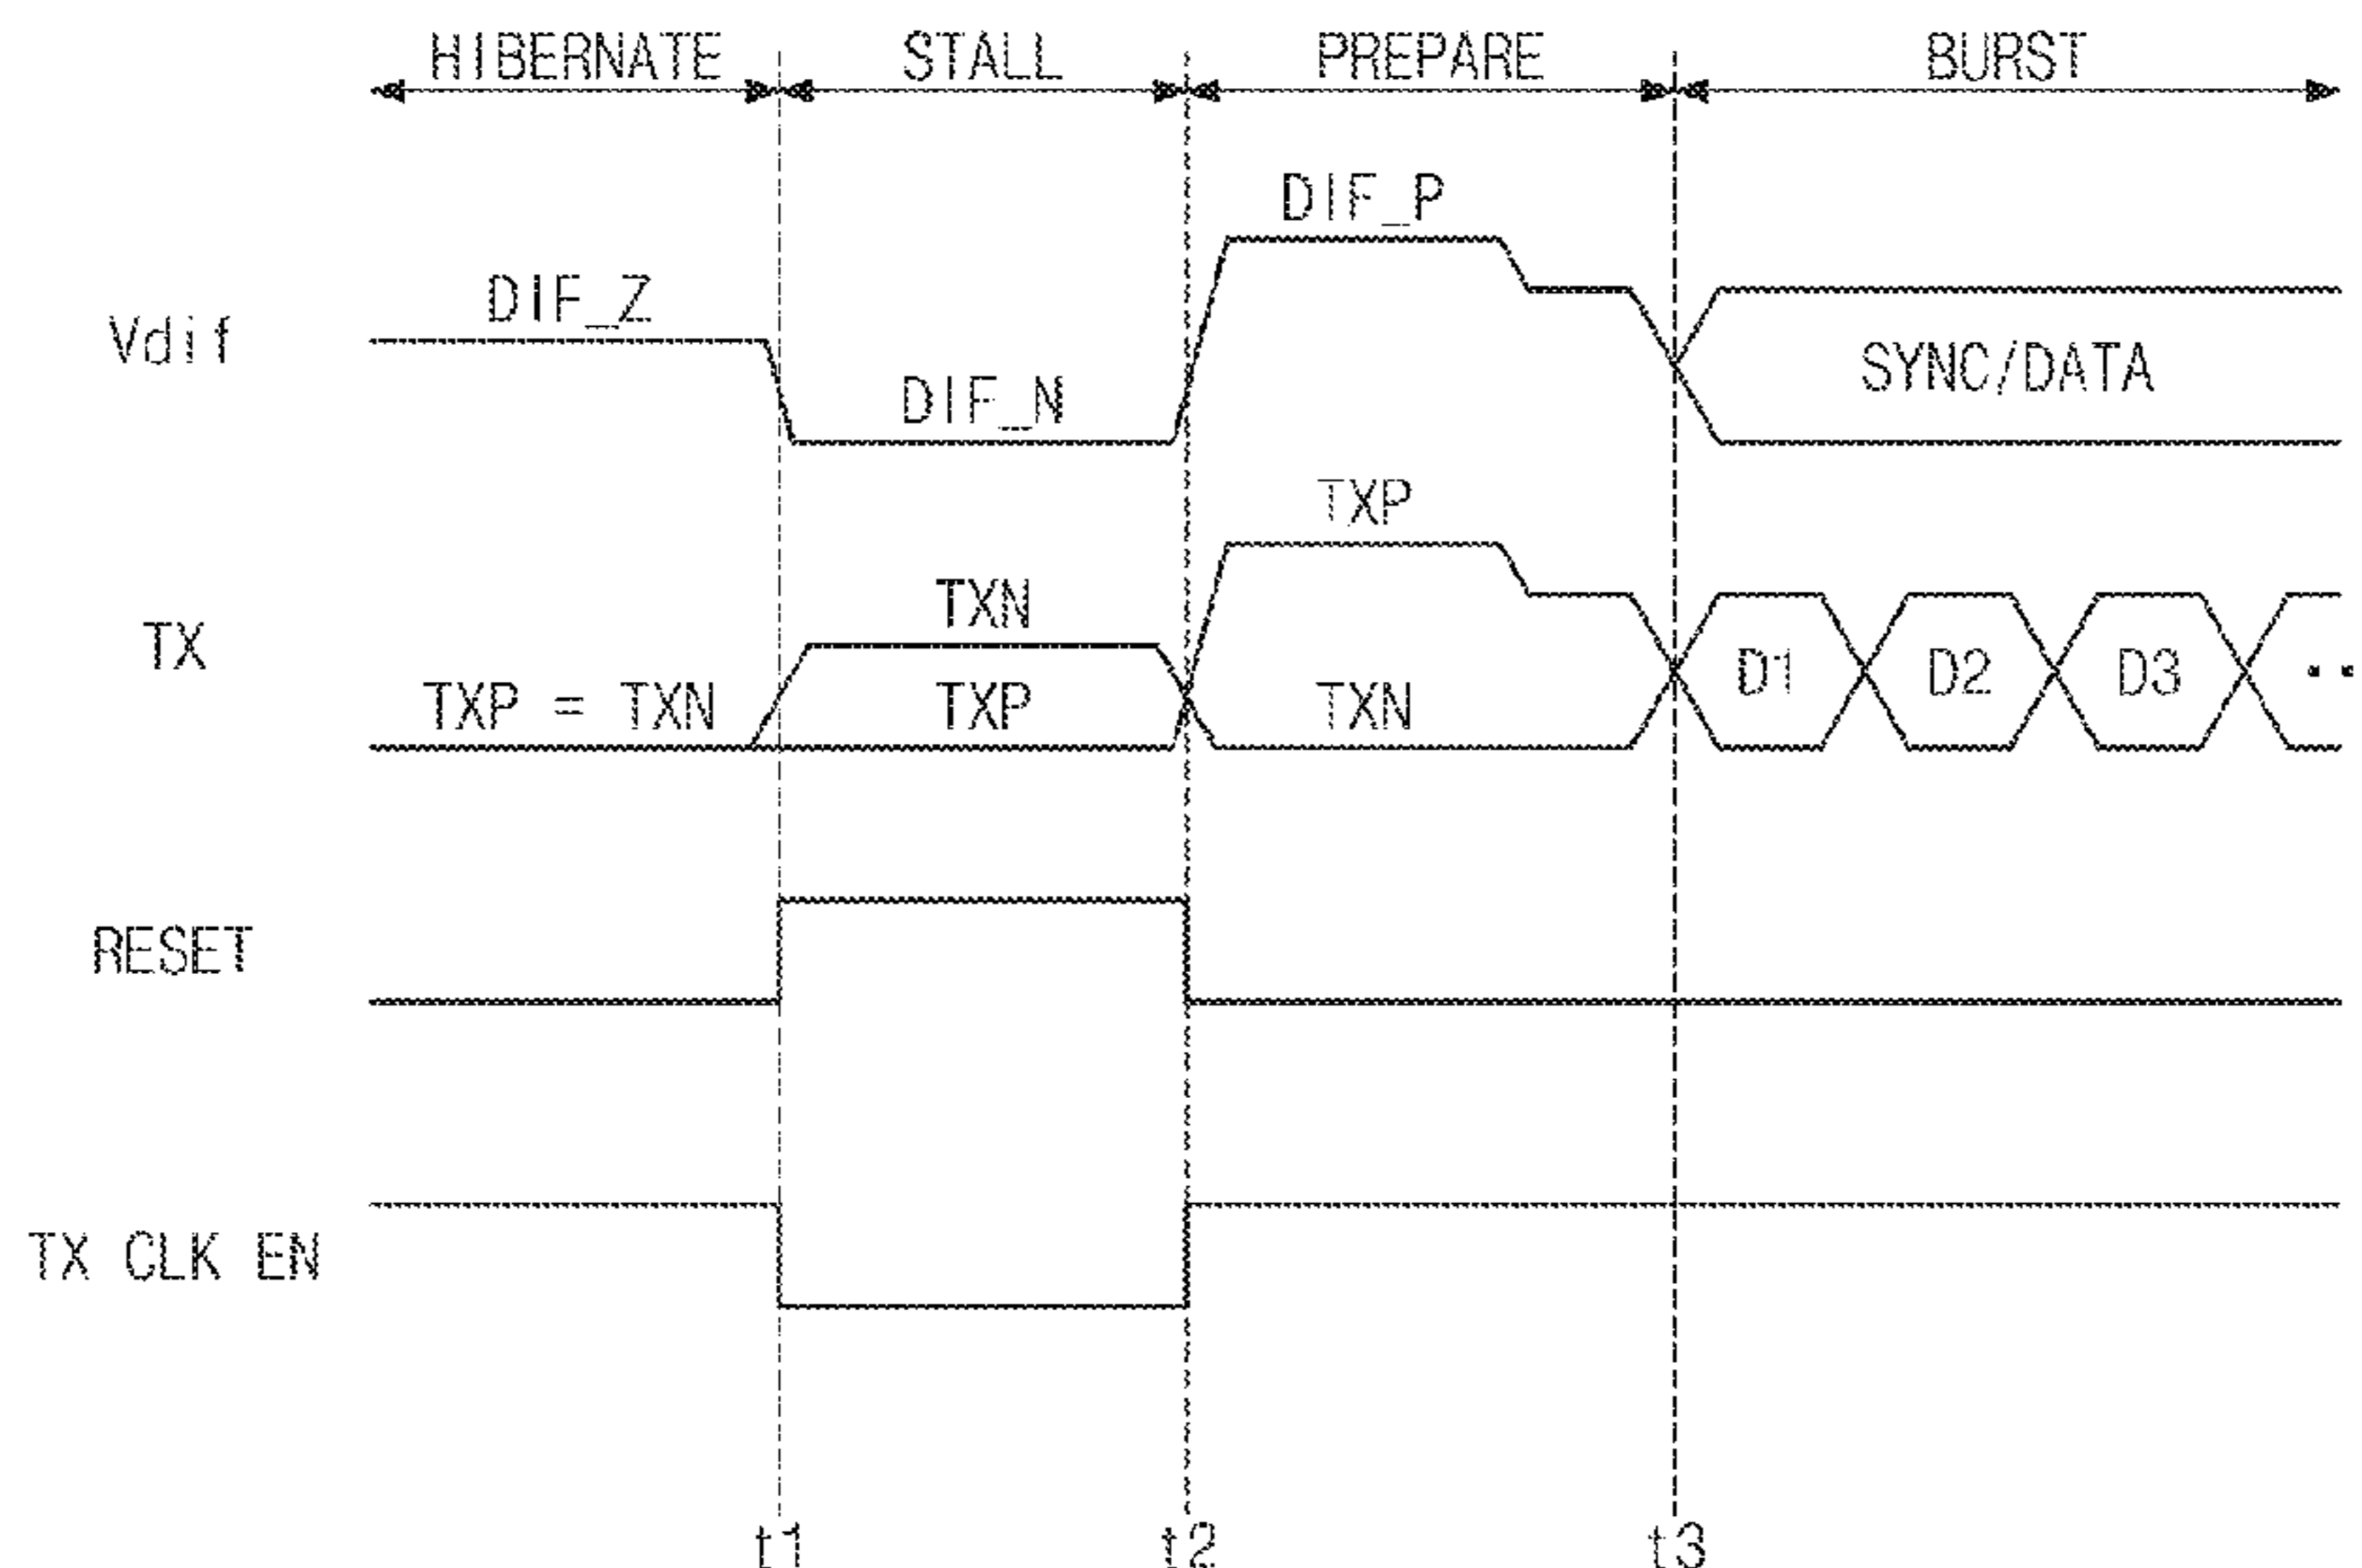 HIBERNATE STALL PREPARE BURST
DIF_P
DIF_Z
Vdif
DIF_N
SYNC/DATA
TXP
TXN
TX
TXP = TXN
TXP
TXN
D1 D2 D3 ..
RESET
TX CLK EN
t1 t2 t3